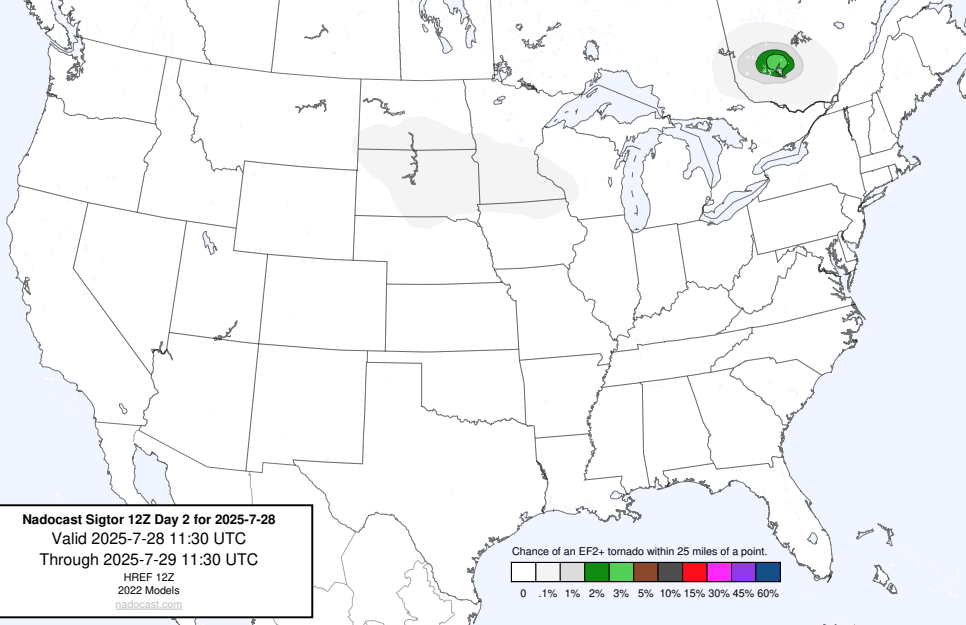 Nadocast Sigtor 12Z Day 2 for 2025-7-28
Valid 2025-7-28 11:30 UTC
Through 2025-7-29 11:30 UTC
HREF 12Z
2022 Models
nadocast.com
Chance of an EF2+ tornado within 25 miles of a point.
0 .1% 1% 2% 3% 5% 10% 15% 30% 45% 60%